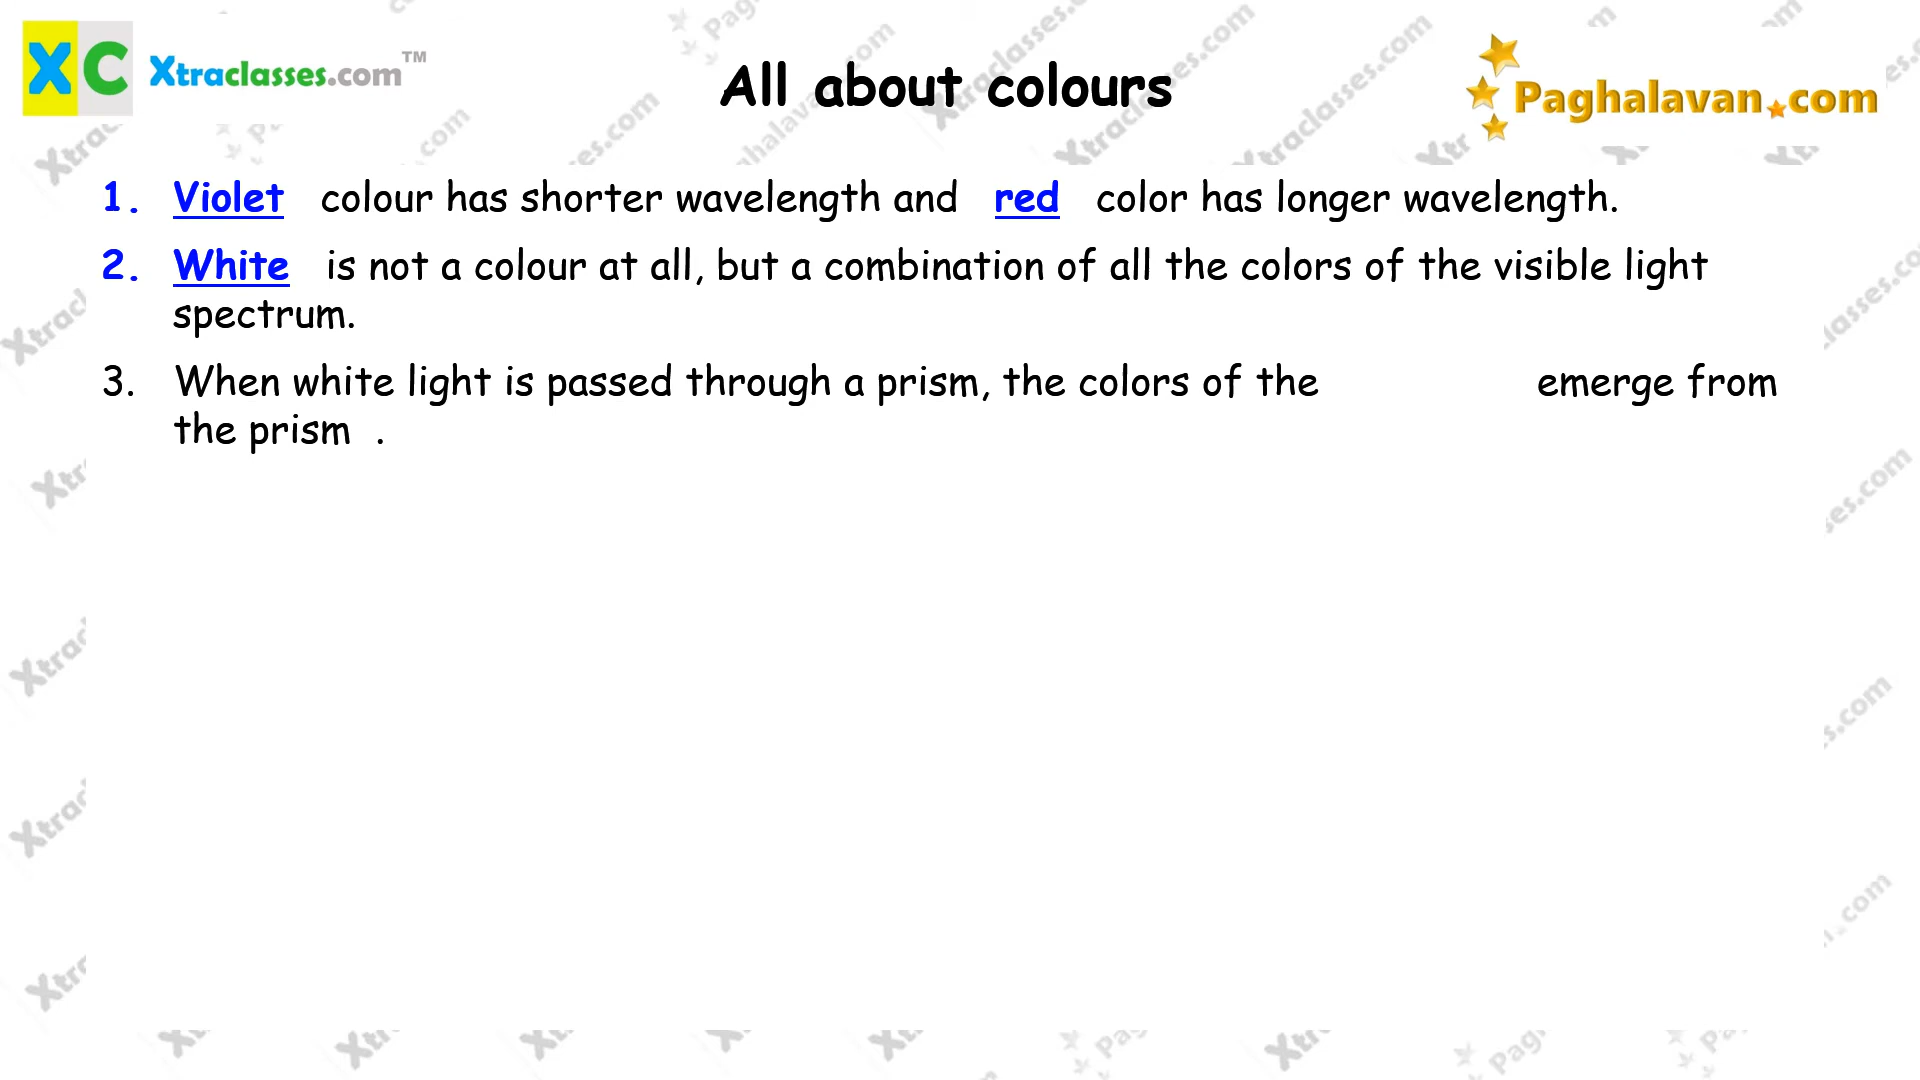 XC Xtraclasses.com™
All about colours
Paghalavan.com
1. Violet colour has shorter wavelength and red color has longer wavelength.
2. White is not a colour at all, but a combination of all the colors of the visible light
spectrum.
3. When white light is passed through a prism, the colors of the emerge from
the prism .